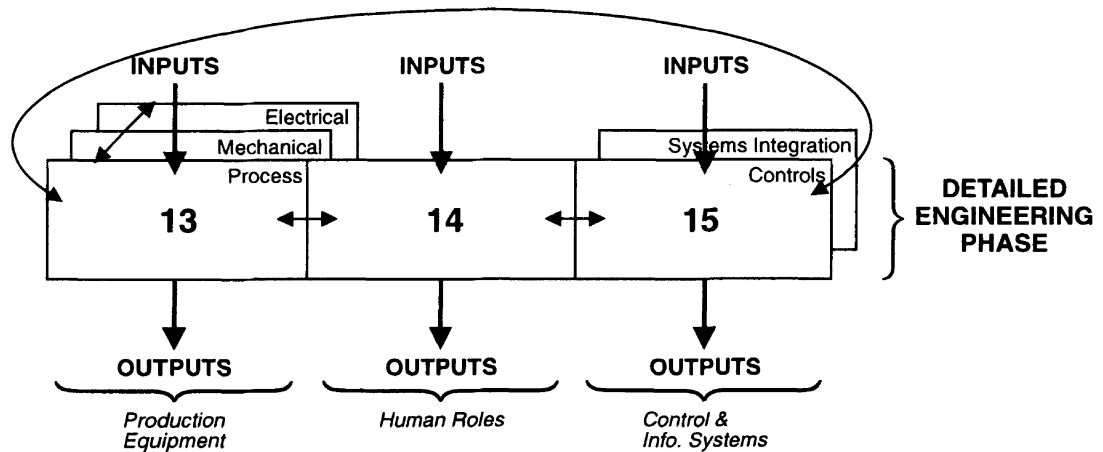 INPUTS
INPUTS
INPUTS
Electrical
Mechanical
Process
Systems Integration
Controls
13
14
15
DETAILED
ENGINEERING
PHASE
OUTPUTS
OUTPUTS
OUTPUTS
Production
Equipment
Human Roles
Control &
Info. Systems